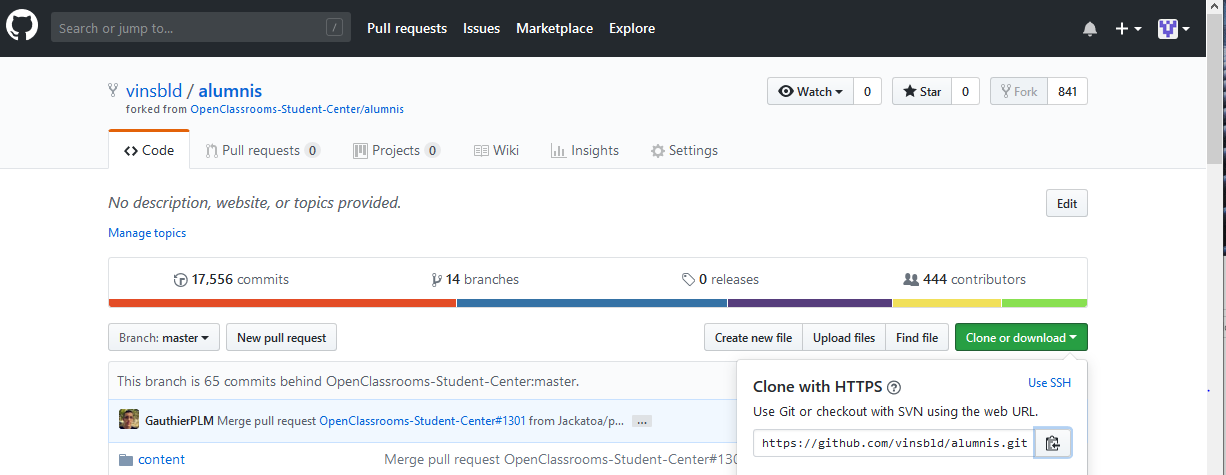 Search or jump to... / Pull requests Issues Marketplace Explore
vinsbld / alumnis Watch 0 Star 0 Fork 841
forked from OpenClassrooms-Student-Center/alumnis
Code Pull requests 0 Projects 0 Wiki Insights Settings
No description, website, or topics provided. Edit
Manage topics
17,556 commits 14 branches 0 releases 444 contributors
Branch: master New pull request Create new file Upload files Find file Clone or download
This branch is 65 commits behind OpenClassrooms-Student-Center:master.
Clone with HTTPS ? Use SSH
Use Git or checkout with SVN using the web URL.
GauthierPLM Merge pull request OpenClassrooms-Student-Center#1301 from Jackatoa/p... ...
https://github.com/vinsbld/alumnis.git
content Merge pull request OpenClassrooms-Student-Center#130